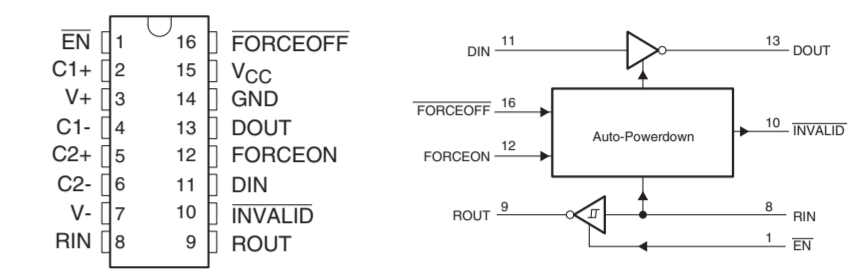 EN 1 16 FORCEOFF
C1+ 2 15 VCC
V+ 3 14 GND
C1- 4 13 DOUT
C2+ 5 12 FORCEON
C2- 6 11 DIN
V- 7 10 INVALID
RIN 8 9 ROUT
DIN 11 13 DOUT
FORCEOFF 16
Auto-Powerdown
10 INVALID
FORCEON 12
ROUT 9 8 RIN
1 EN